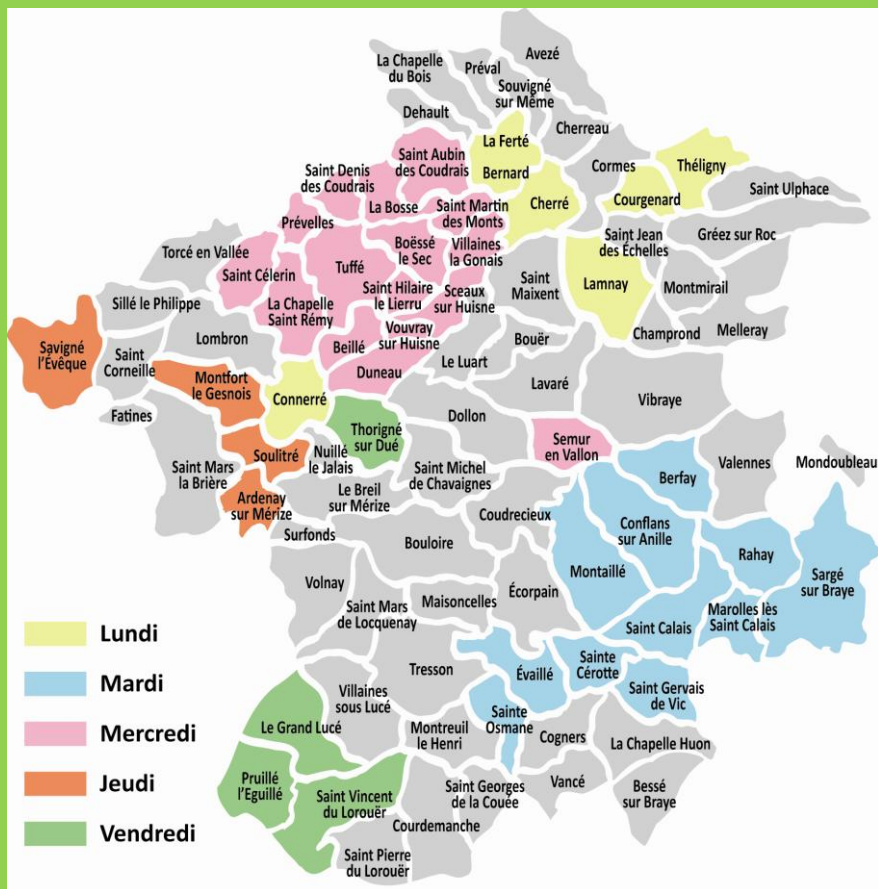 Avezé
La Chapelle
du Bois
Préval
Souvigné
sur Même
Dehault
Cherreau
La Ferté
Bernard
Saint Aubin
des Coudrais
Cormes
Théligny
Saint Denis
des Coudrais
Courgenard
Saint Ulphace
La Bosse
Cherré
Saint Martin
des Monts
Prévelles
Gréez sur Roc
Saint Jean
des Échelles
Boëssé
le Sec
Villaines
la Gonais
Torcé en Vallée
Tuffé
Saint Célerin
Saint
Maixent
Lamnay
Montmirail
Saint Hilaire
le Lierru
Sceaux
sur Huisne
Sillé le Philippe
La Chapelle
Saint Rémy
Vouvray
sur Huisne
Champrond
Melleray
Lombron
Bouër
Beillé
Savigné
l'Évêque
Saint
Corneille
Le Luart
Duneau
Montfort
le Gesnois
Lavaré
Connerré
Vibraye
Fatines
Dollon
Thorigné
sur Dué
Semur
en Vallon
Soulitré
Nuillé
le Jalais
Valennes
Mondoubleau
Saint Mars
la Brière
Saint Michel
de Chavaignes
Berfay
Le Breil
sur Mérize
Ardenay
sur Mérize
Coudrecieux
Conflans
sur Anille
Surfonds
Bouloire
Rahay
Sargé
sur Braye
Montaillé
Volnay
Écorpain
Maisoncelles
Saint Mars
de Locquenay
Marolles lès
Saint Calais
Saint Calais
Lundi
Tresson
Évaillé
Sainte
Cérotte
Mardi
Saint Gervais
de Vic
Villaines
sous Lucé
Sainte
Osmane
Le Grand Lucé
Mercredi
Montreuil
le Henri
Cogners
La Chapelle Huon
Jeudi
Pruillé
l'Eguillé
Saint Georges
de la Couée
Vancé
Bessé
sur Braye
Saint Vincent
du Lorouër
Vendredi
Courdemanche
Saint Pierre
du Lorouër